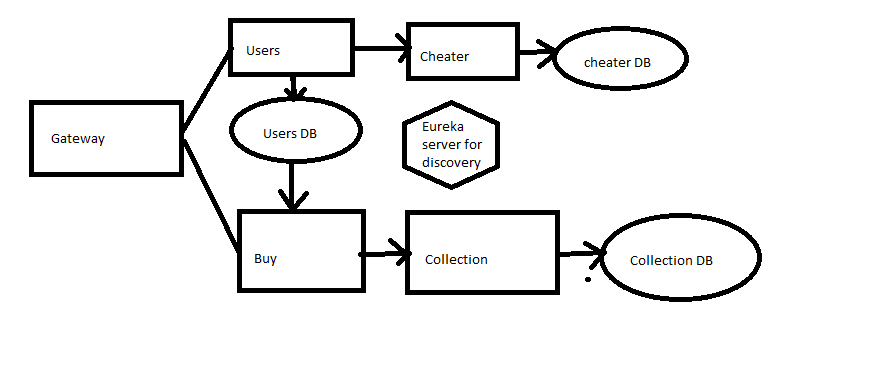 Users
Cheater
cheater DB
Gateway
Users DB
Eureka
server for
discovery
Buy
Collection
Collection DB